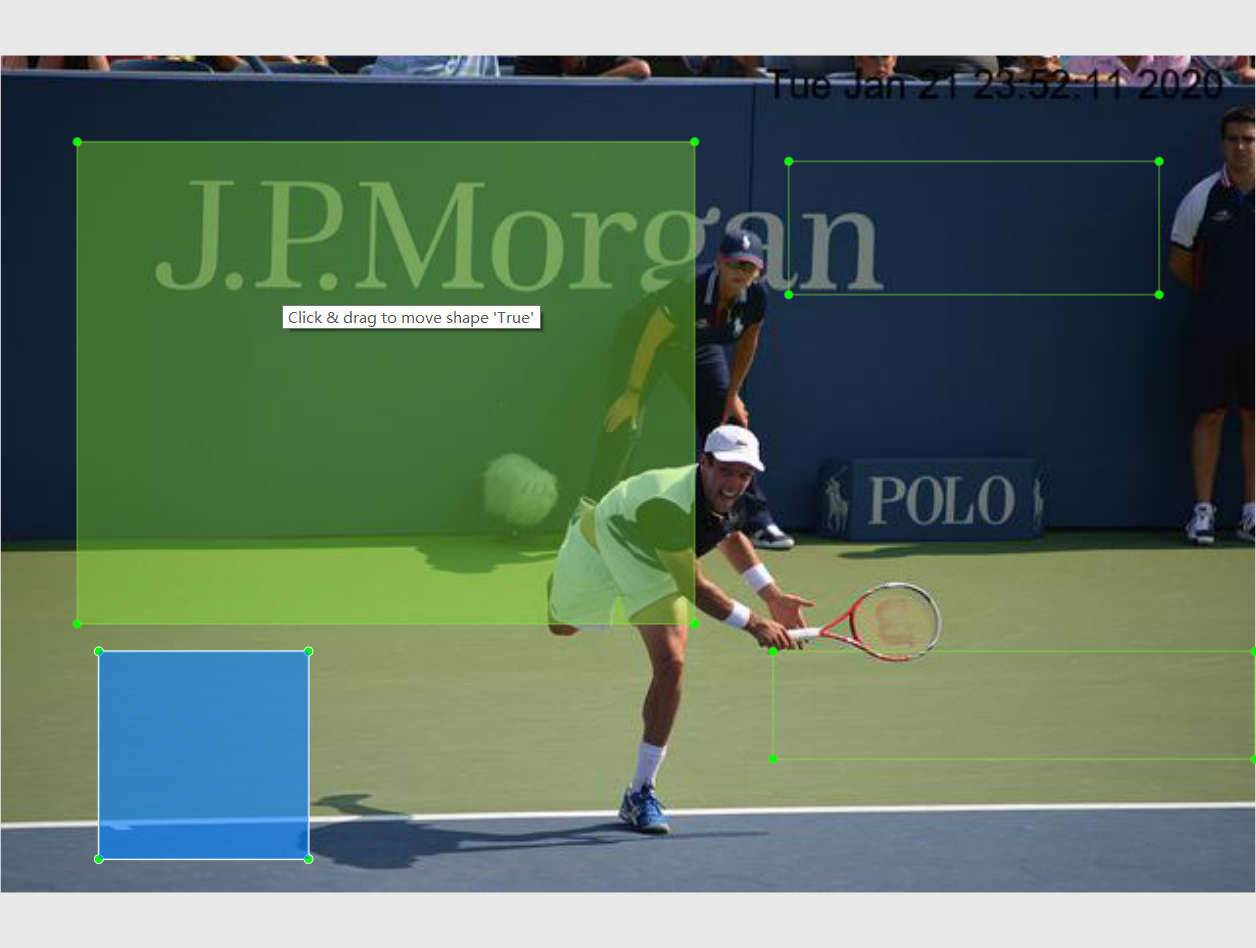 Tue Jan 21 23:52:11 2020
J.P.Morgan
Click & drag to move shape 'True'
POLO